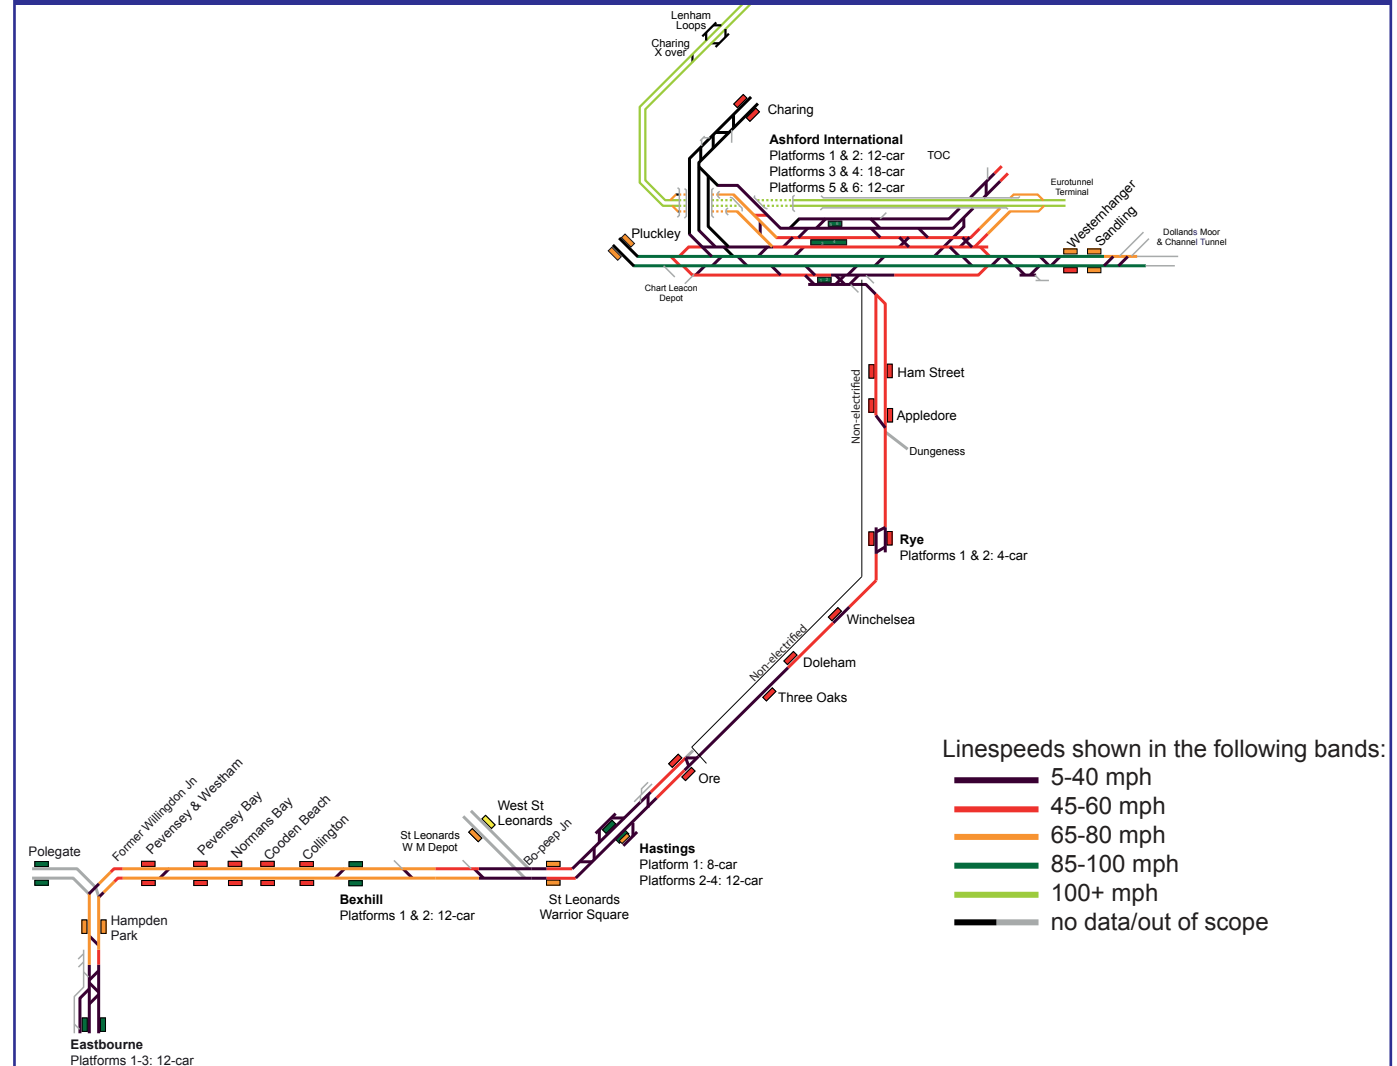 Lenham
Loops
Charing
X over
Charing
Ashford International
Platforms 1 & 2: 12-car
Platforms 3 & 4: 18-car
Platforms 5 & 6: 12-car
TOC
Eurotunnel
Terminal
Westernhanger
Sandling
Dollands Moor
& Channel Tunnel
Pluckley
Chart Leacon
Depot
Non-electrified
Ham Street
Appledore
Dungeness
Rye
Platforms 1 & 2: 4-car
Winchelsea
Non-electrified
Doleham
Three Oaks
Ore
Linespeeds shown in the following bands:
5-40 mph
45-60 mph
65-80 mph
85-100 mph
100+ mph
no data/out of scope
Former Willingdon Jn
Pevensey & Westham
Pevensey Bay
Normans Bay
Cooden Beach
Collington
St Leonards
W M Depot
West St
Leonards
Bo-peep Jn
Hastings
Platform 1: 8-car
Platforms 2-4: 12-car
Polegate
Bexhill
Platforms 1 & 2: 12-car
St Leonards
Warrior Square
Hampden
Park
Eastbourne
Platforms 1-3: 12-car